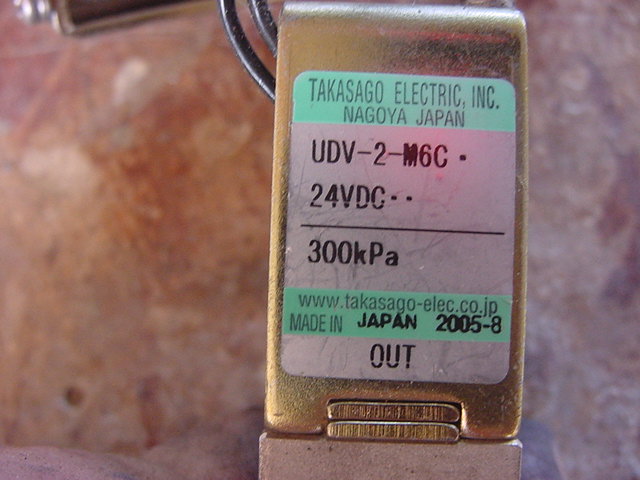 TAKASAGO ELECTRIC, INC.
NAGOYA JAPAN
UDV-2-M6C ·
24VDC··
300kPa
www.takasago-elec.co.jp
MADE IN JAPAN 2005-8
OUT